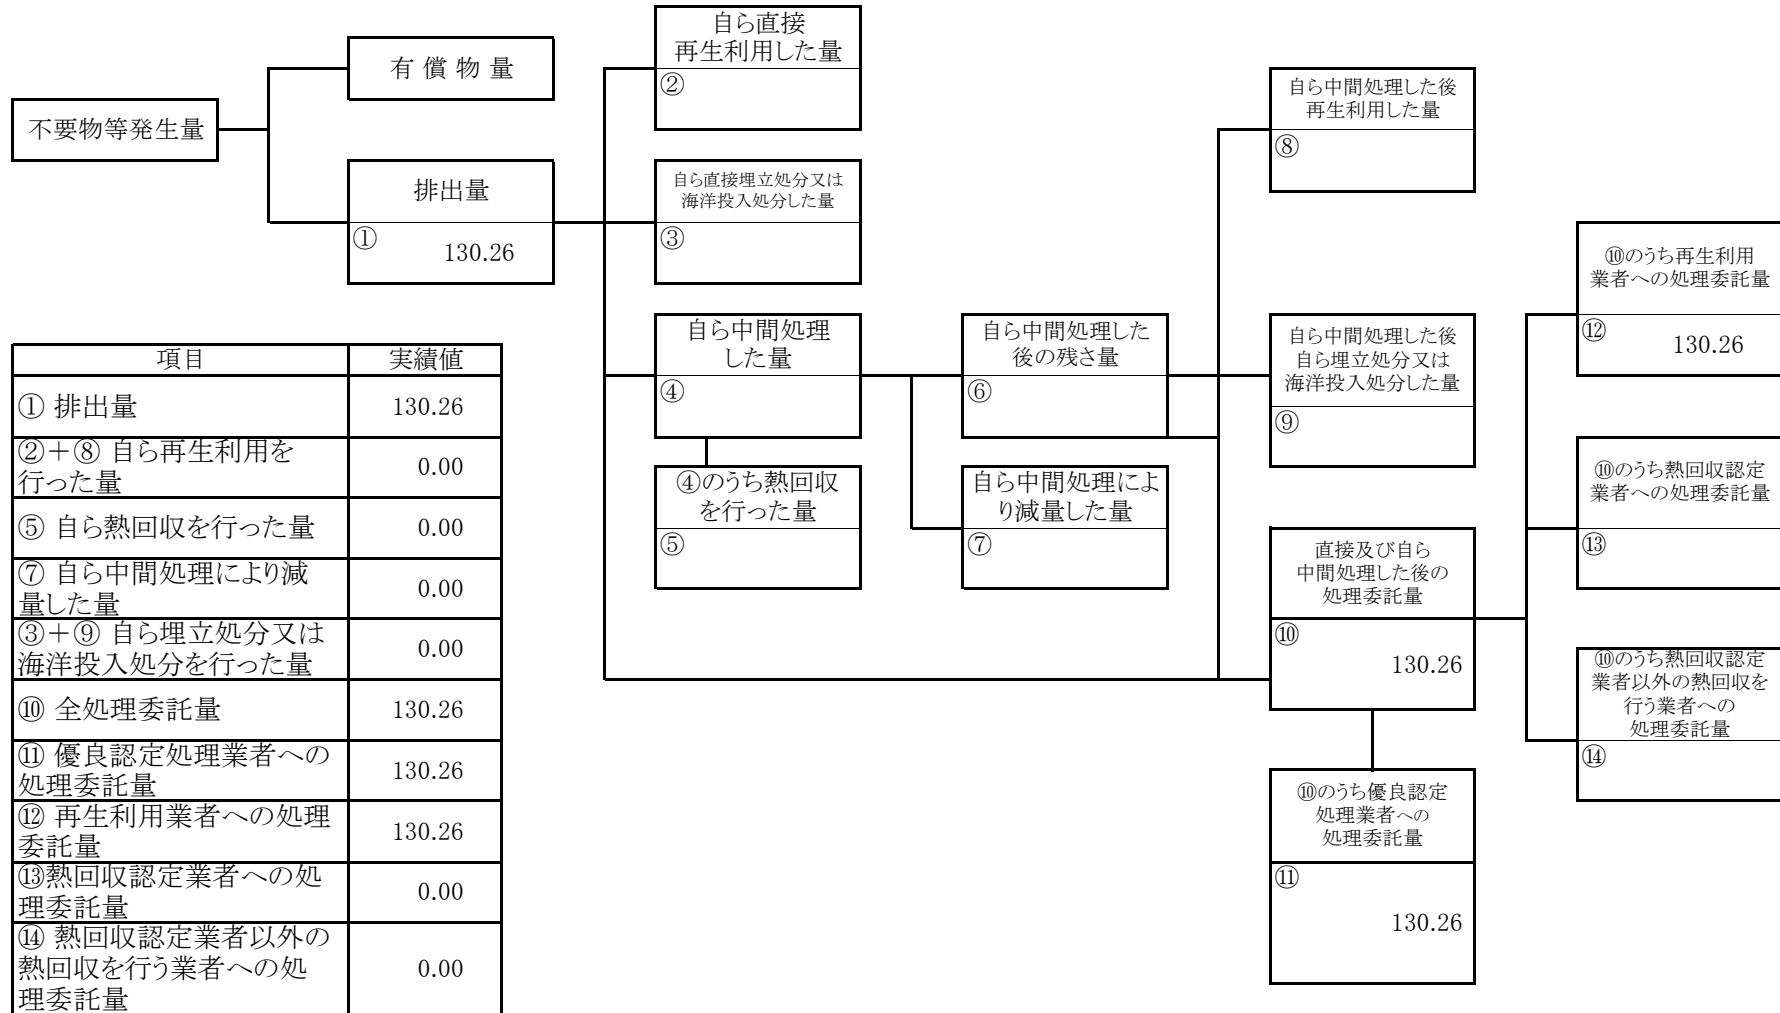 自ら直接
再生利用した量
②
有 償 物 量
不要物等発生量
自ら中間処理した後
再生利用した量
⑧
排出量
①
130.26
自ら直接埋立処分又は
海洋投入処分した量
③
⑩のうち再生利用
業者への処理委託量
⑫
130.26
自ら中間処理
した量
④
自ら中間処理した
後の残さ量
⑥
自ら中間処理した後
自ら埋立処分又は
海洋投入処分した量
⑨
④のうち熱回収
を行った量
⑤
自ら中間処理によ
り減量した量
⑦
⑩のうち熱回収認定
業者への処理委託量
⑬
直接及び自ら
中間処理した後の
処理委託量
⑩
130.26
⑩のうち熱回収認定
業者以外の熱回収を
行う業者への
処理委託量
⑭
⑩のうち優良認定
処理業者への
処理委託量
⑪
130.26
項目 実績値
① 排出量 130.26
②＋⑧ 自ら再生利用を
行った量 0.00
⑤ 自ら熱回収を行った量 0.00
⑦ 自ら中間処理により減
量した量 0.00
③＋⑨ 自ら埋立処分又は
海洋投入処分を行った量 0.00
⑩ 全処理委託量 130.26
⑪ 優良認定処理業者への
処理委託量 130.26
⑫ 再生利用業者への処理
委託量 130.26
⑬熱回収認定業者への処
理委託量 0.00
⑭ 熱回収認定業者以外の
熱回収を行う業者への処
理委託量 0.00